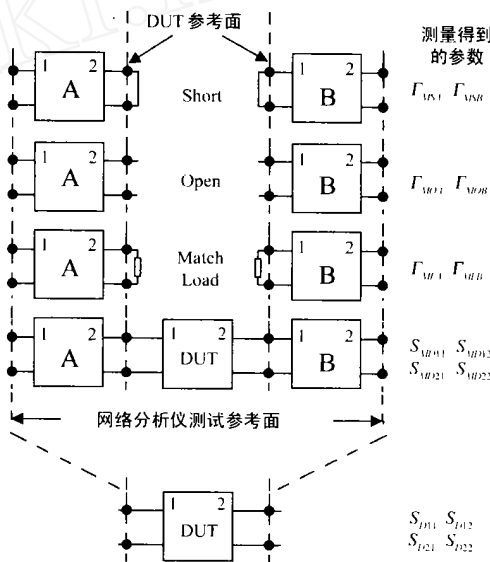 DUT 参考面
测量得到
的参数
1 2 A
Short
1 2 B
Γ_MSA Γ_MSB
1 2 A
Open
1 2 B
Γ_MOA Γ_MOB
1 2 A
Match
Load
1 2 B
Γ_MLA Γ_MLB
1 2 A
1 2 DUT
1 2 B
S_MD11 S_MD12
S_MD21 S_MD22
网络分析仪测试参考面
1 2 DUT
S_D11 S_D12
S_D21 S_D22